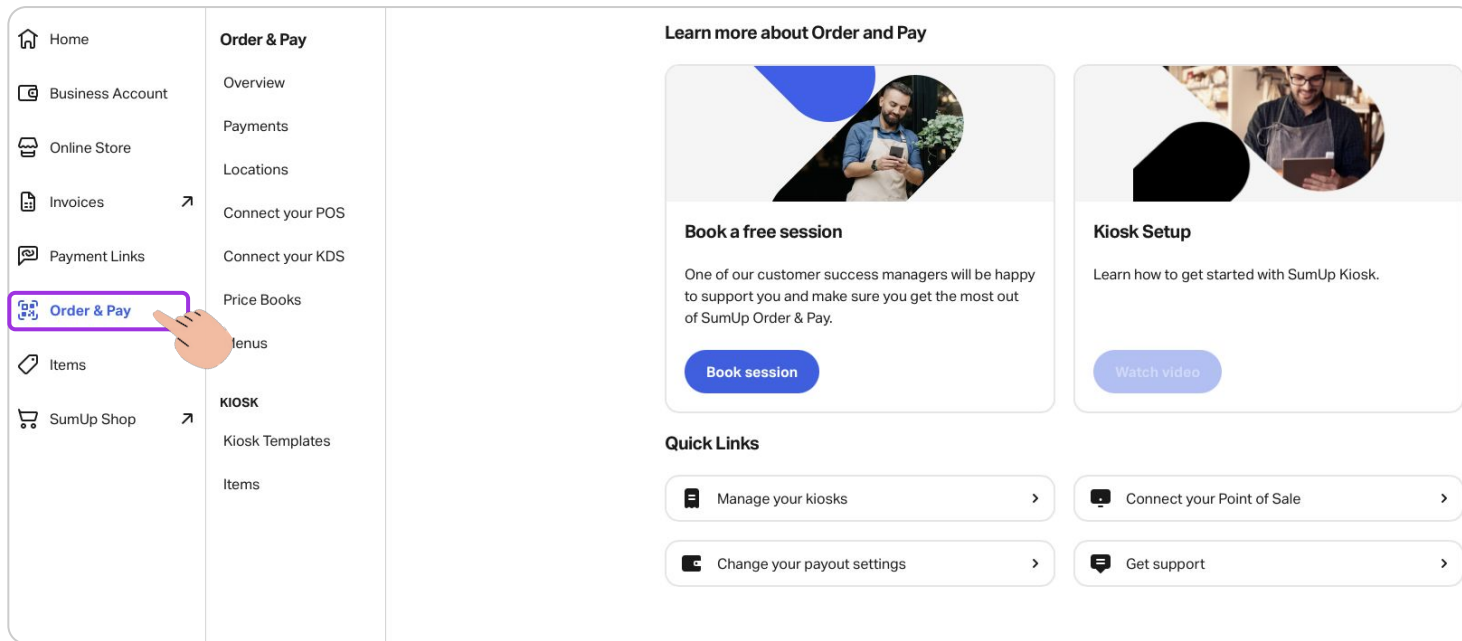 Home
Business Account
Online Store
Invoices
Payment Links
Order & Pay
Items
SumUp Shop
Order & Pay
Overview
Payments
Locations
Connect your POS
Connect your KDS
Price Books
lenus
KIOSK
Kiosk Templates
Items
Learn more about Order and Pay
Book a free session
One of our customer success managers will be happy
to support you and make sure you get the most out
of SumUp Order & Pay.
Book session
Kiosk Setup
Learn how to get started with SumUp Kiosk.
Watch video
Quick Links
Manage your kiosks
Connect your Point of Sale
Change your payout settings
Get support